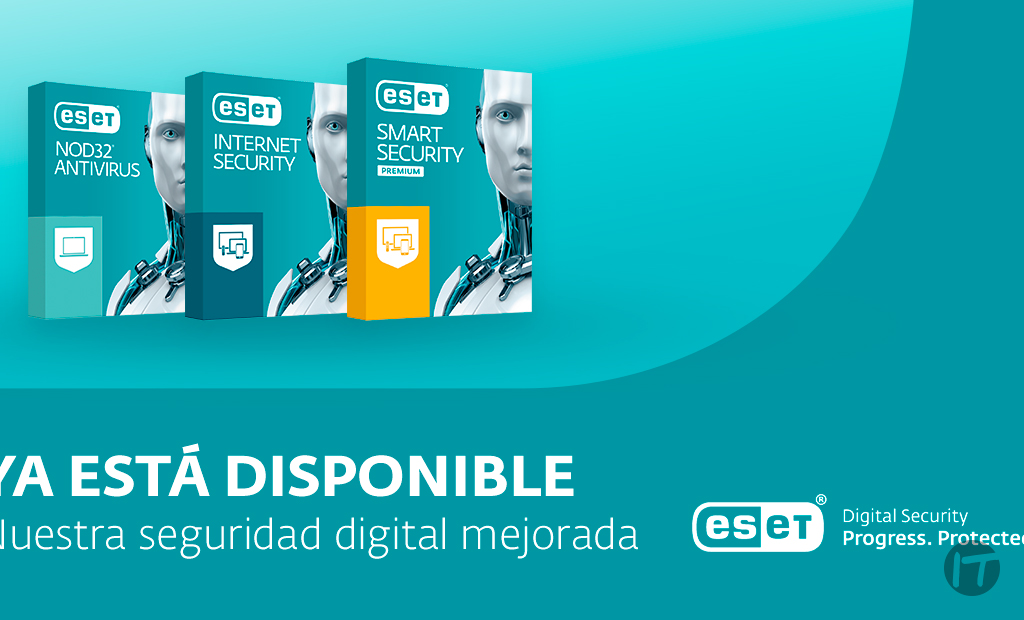 eset
NOD32®
ANTIVIRUS
eset
INTERNET
SECURITY
eset
SMART
SECURITY
PREMIUM
YA ESTÁ DISPONIBLE
Nuestra seguridad digital mejorada
eset®
Digital Security
Progress. Protected
IT